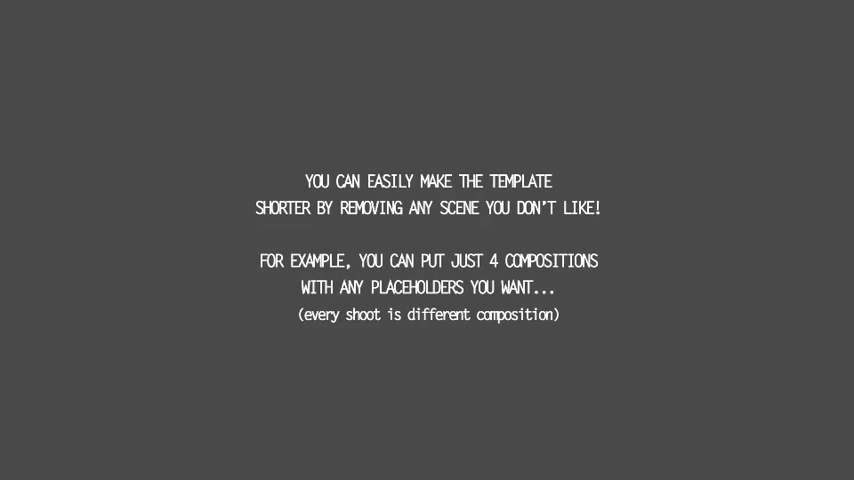 YOU CAN EASILY MAKE THE TEMPLATE
SHORTER BY REMOVING ANY SCENE YOU DON'T LIKE!
FOR EXAMPLE, YOU CAN PUT JUST 4 COMPOSITIONS
WITH ANY PLACEHOLDERS YOU WANT...
(every shoot is different composition)